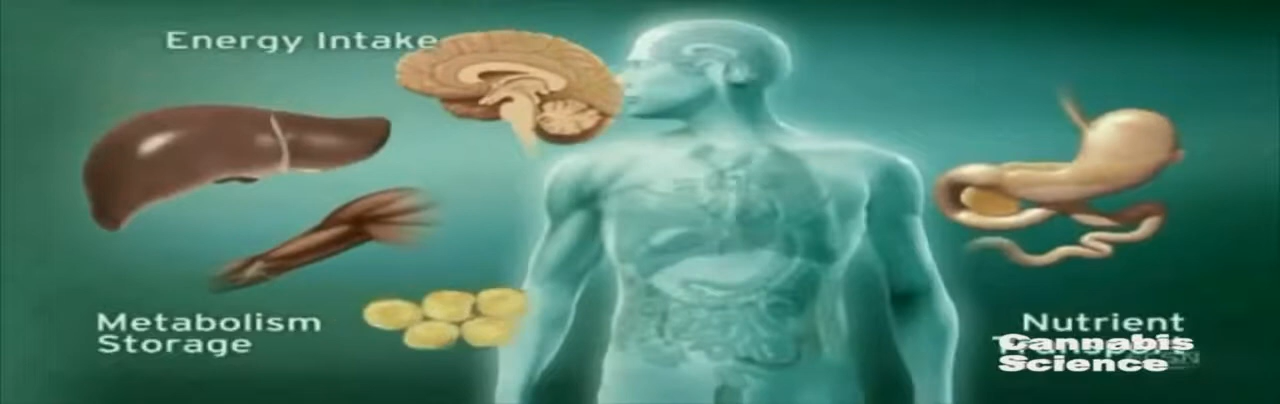 Energy Intake
Metabolism
Storage
Nutrient
Cannabis
Science